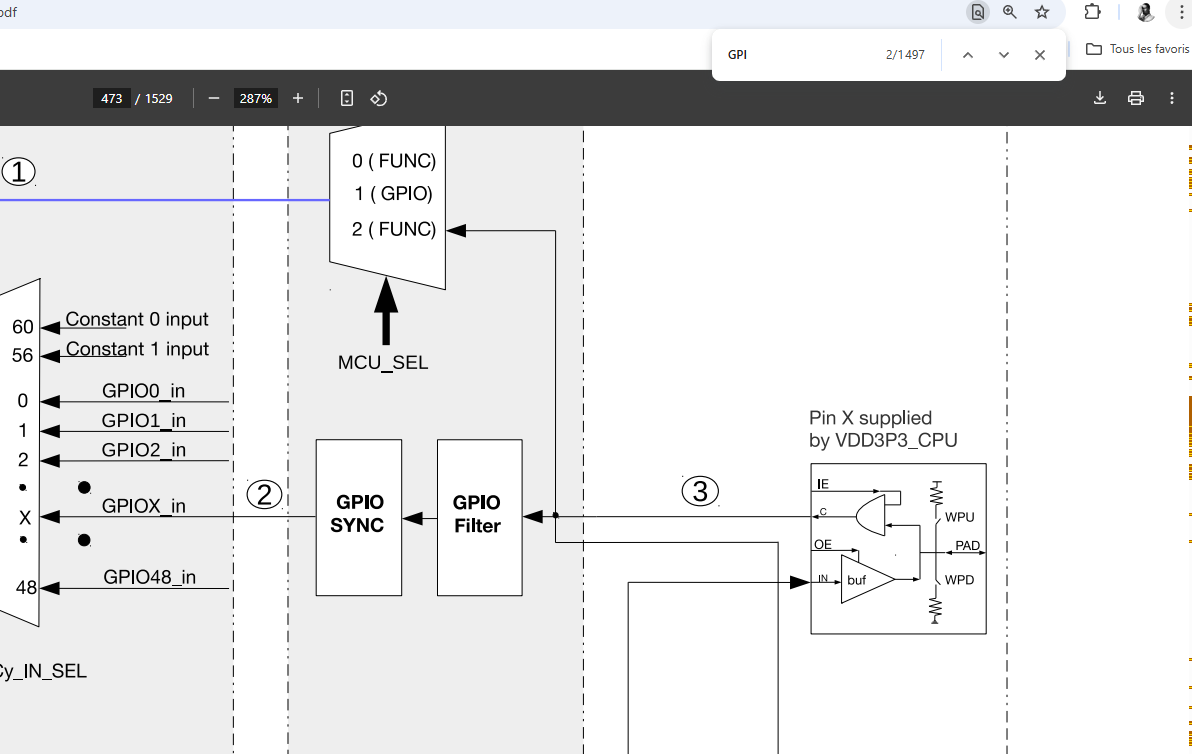 pdf
GPI
2/1497
Tous les favoris
473 / 1529
287%
1
0 ( FUNC)
1 ( GPIO)
2 ( FUNC)
MCU_SEL
60
Constant 0 input
56
Constant 1 input
0
GPIO0_in
1
GPIO1_in
2
GPIO2_in
X
GPIOX_in
48
GPIO48_in
Cy_IN_SEL
2
GPIO
SYNC
GPIO
Filter
3
Pin X supplied
by VDD3P3_CPU
IE
C
WPU
OE
PAD
IN
buf
WPD